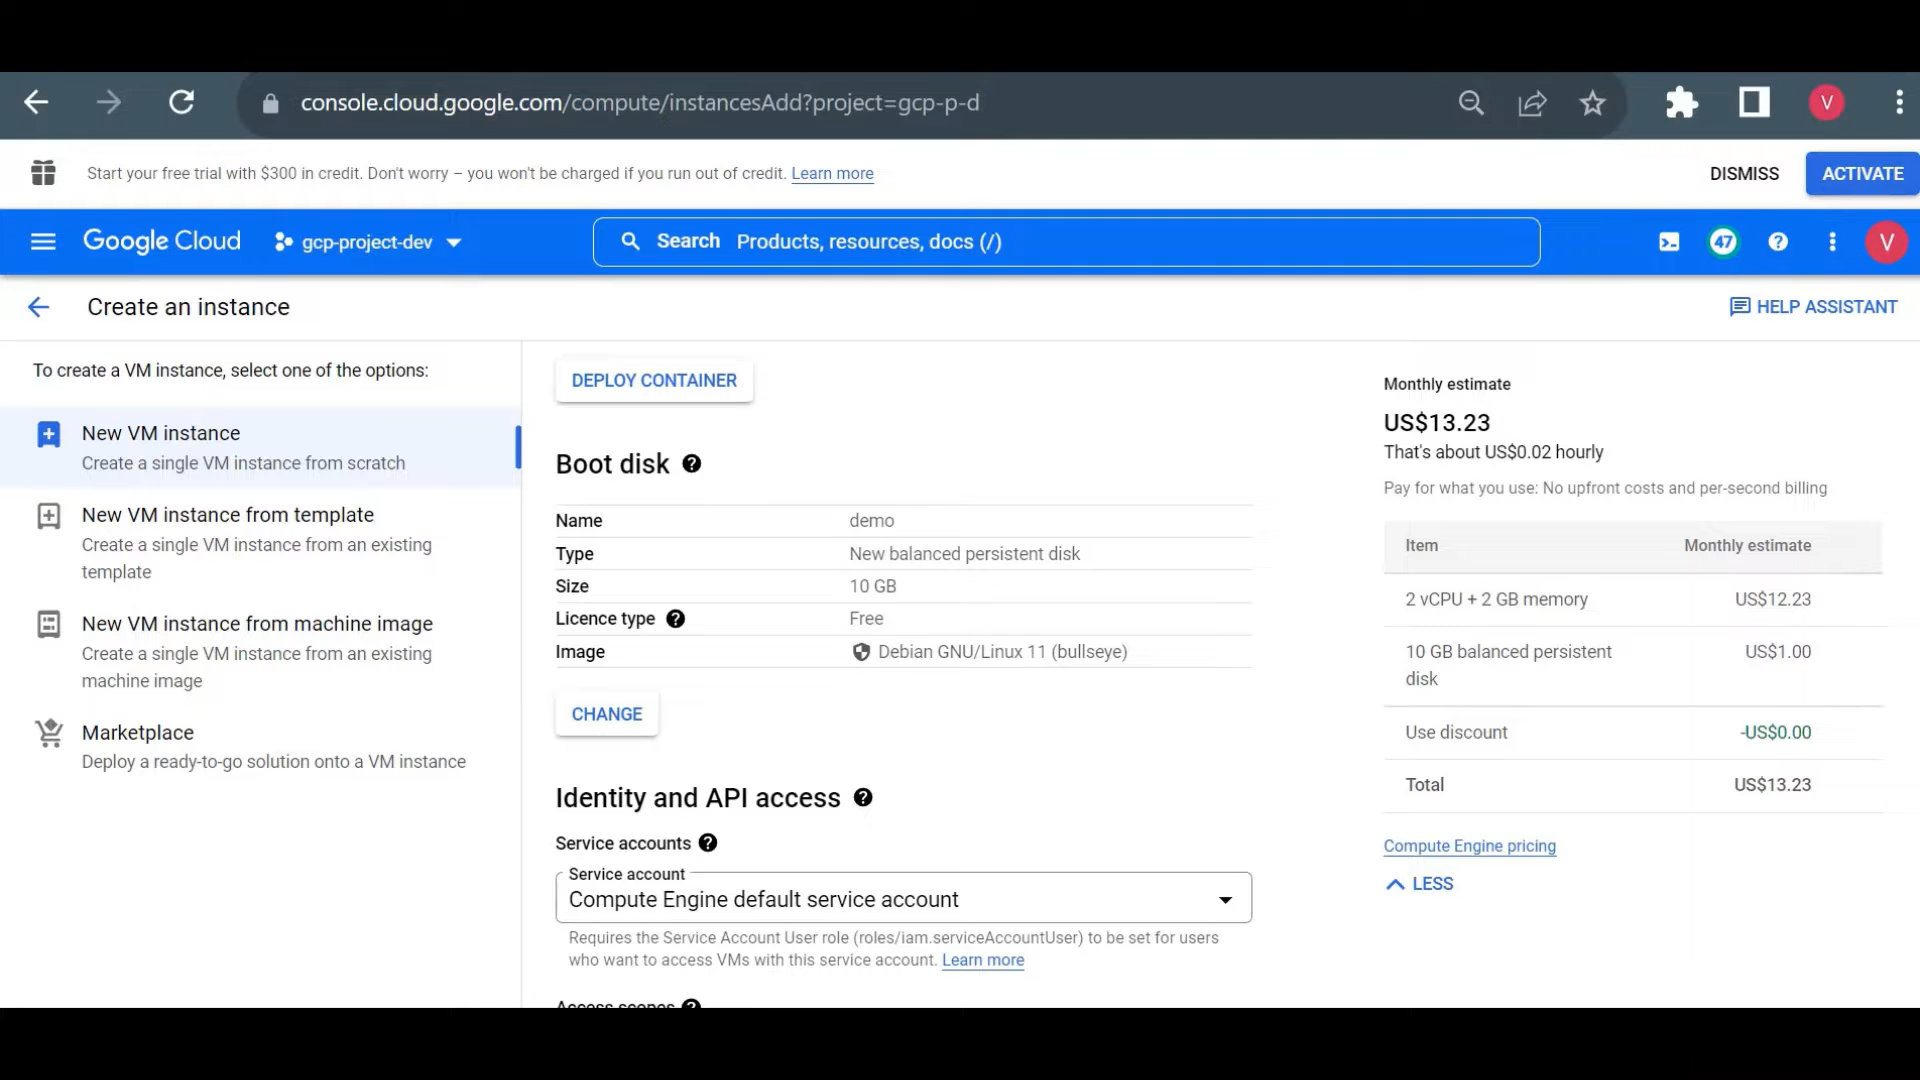 console.cloud.google.com/compute/instancesAdd?project=gcp-p-d
V
Start your free trial with $300 in credit. Don't worry – you won't be charged if you run out of credit. Learn more
DISMISS
ACTIVATE
Google Cloud
gcp-project-dev
Search Products, resources, docs (/)
47
V
Create an instance
HELP ASSISTANT
To create a VM instance, select one of the options:
New VM instance
Create a single VM instance from scratch
New VM instance from template
Create a single VM instance from an existing
template
New VM instance from machine image
Create a single VM instance from an existing
machine image
Marketplace
Deploy a ready-to-go solution onto a VM instance
DEPLOY CONTAINER
Boot disk
Name demo
Type New balanced persistent disk
Size 10 GB
Licence type Free
Image Debian GNU/Linux 11 (bullseye)
CHANGE
Identity and API access
Service accounts
Service account
Compute Engine default service account
Requires the Service Account User role (roles/iam.serviceAccountUser) to be set for users
who want to access VMs with this service account. Learn more
Access scopes
Monthly estimate
US$13.23
That's about US$0.02 hourly
Pay for what you use: No upfront costs and per-second billing
Item Monthly estimate
2 vCPU + 2 GB memory US$12.23
10 GB balanced persistent US$1.00
disk
Use discount -US$0.00
Total US$13.23
Compute Engine pricing
LESS